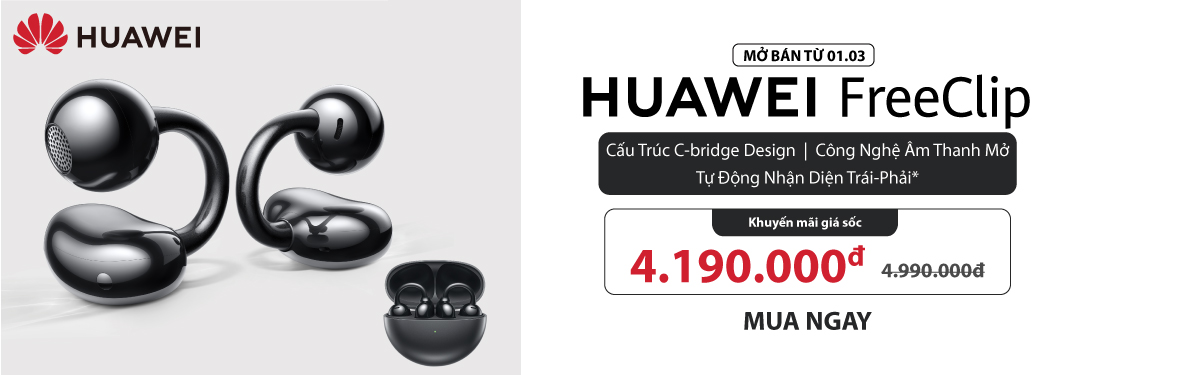 HUAWEI
MỞ BÁN TỪ 01.03
HUAWEI FreeClip
Cấu Trúc C-bridge Design | Công Nghệ Âm Thanh Mở
Tự Động Nhận Diện Trái-Phải*
Khuyến mãi giá sốc
4.190.000đ 4.990.000đ
MUA NGAY